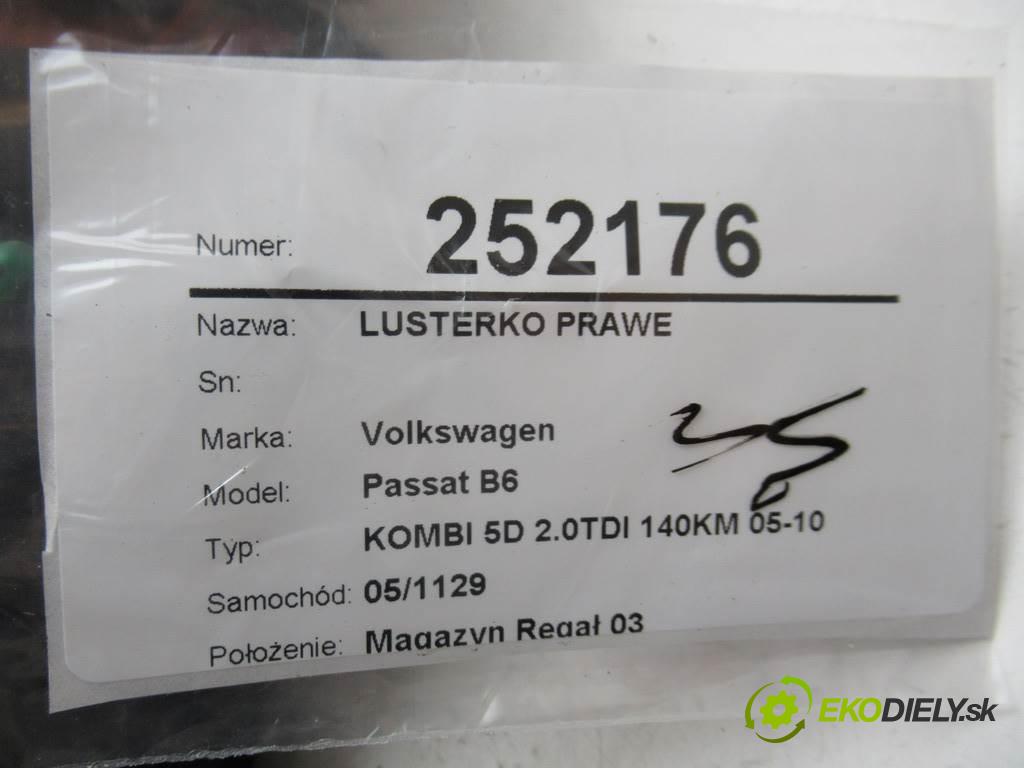 Numer: 252176
Nazwa: LUSTERKO PRAWE
Sn:
Marka: Volkswagen
Model: Passat B6
Typ: KOMBI 5D 2.0TDI 140KM 05-10
Samochód: 05/1129
Położenie: Magazyn Regał 03
EKODIELY.sk